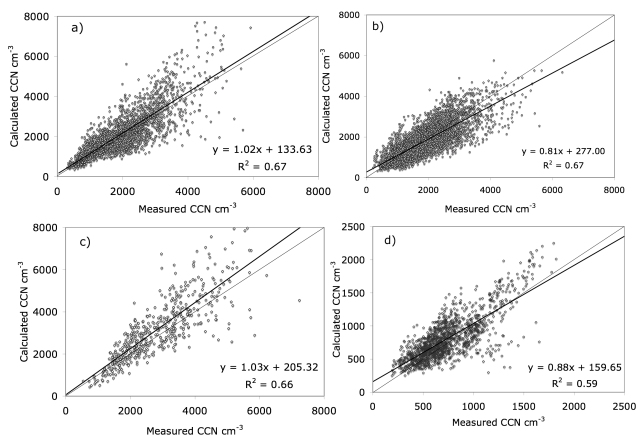 a)
8000
6000
4000
2000
0
Calculated CCN cm-3
y = 1.02x + 133.63
R2 = 0.67
0 2000 4000 6000 8000
Measured CCN cm-3
b)
8000
6000
4000
2000
0
Calculated CCN cm-3
y = 0.81x + 277.00
R2 = 0.67
0 2000 4000 6000 8000
Measured CCN cm-3
c)
8000
6000
4000
2000
0
Calculated CCN cm-3
y = 1.03x + 205.32
R2 = 0.66
0 2000 4000 6000 8000
Measured CCN cm-3
d)
2500
2000
1500
1000
500
0
Calculated CCN cm-3
y = 0.88x + 159.65
R2 = 0.59
0 500 1000 1500 2000 2500
Measured CCN cm-3